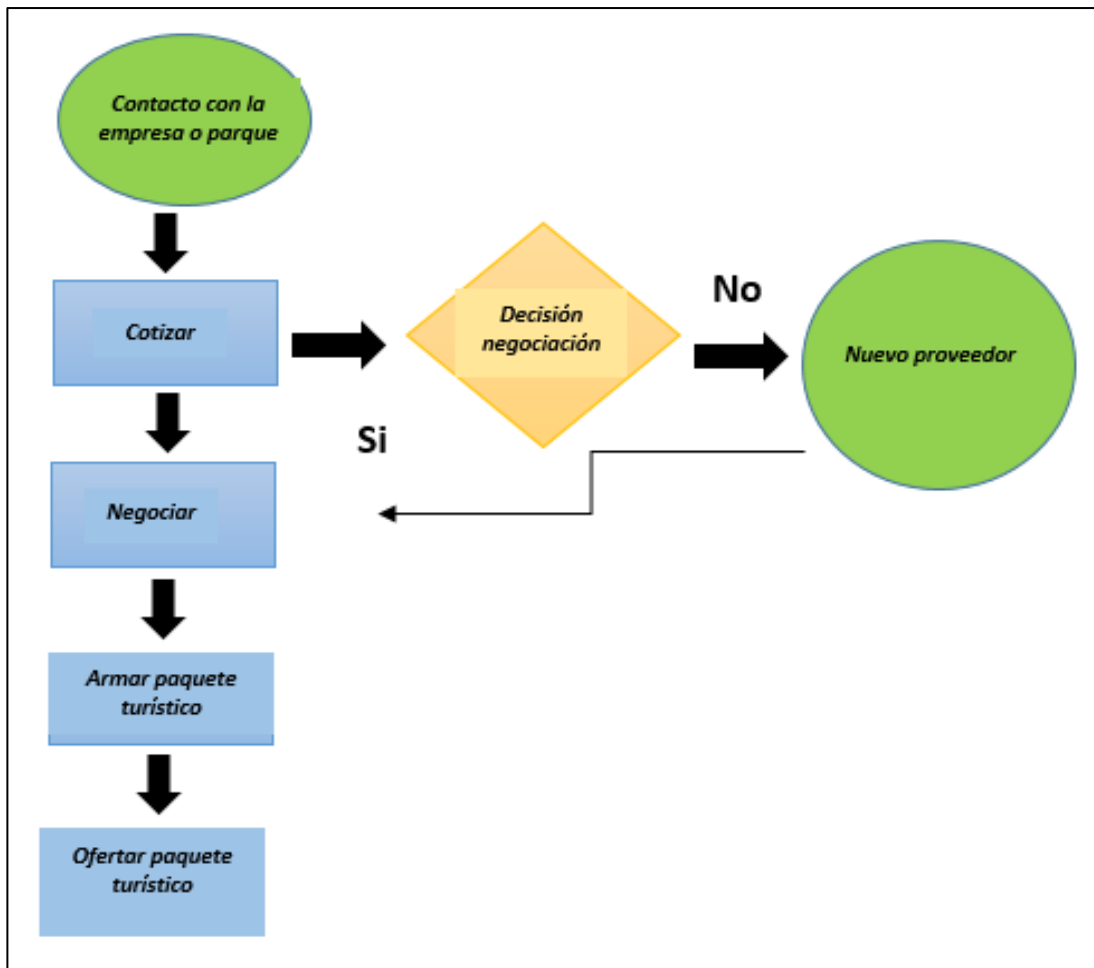 Contacto con la
empresa o parque
Cotizar
Decisión
negociación
No
Nuevo proveedor
Si
Negociar
Armar paquete
turístico
Ofertar paquete
turístico